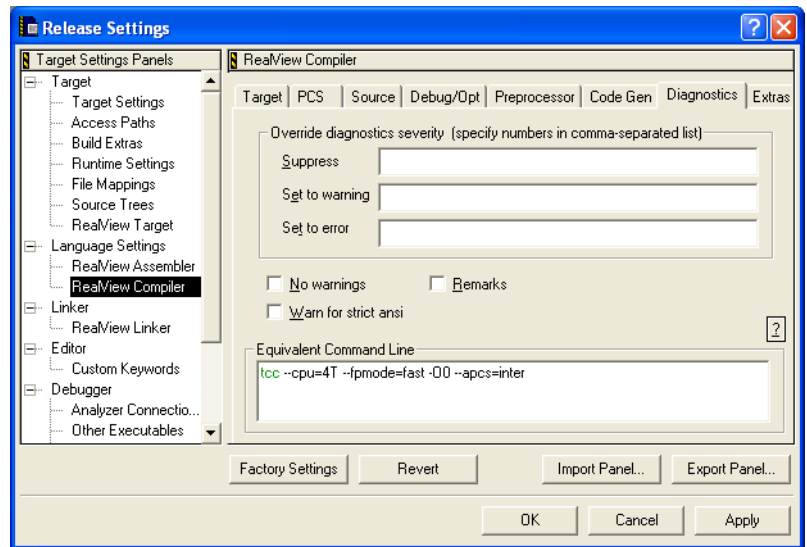 Release Settings
Target Settings Panels
Target
Target Settings
Access Paths
Build Extras
Runtime Settings
File Mappings
Source Trees
RealView Target
Language Settings
RealView Assembler
RealView Compiler
Linker
RealView Linker
Editor
Custom Keywords
Debugger
Analyzer Connectio...
Other Executables
RealView Compiler
Target PCS Source Debug/Opt Preprocessor Code Gen Diagnostics Extras
Override diagnostics severity (specify numbers in comma-separated list)
Suppress
Set to warning
Set to error
No warnings Remarks
Warn for strict ansi
?
Equivalent Command Line
tcc --cpu=4T --fpmode=fast -O0 --apcs=inter
Factory Settings Revert Import Panel... Export Panel...
OK Cancel Apply